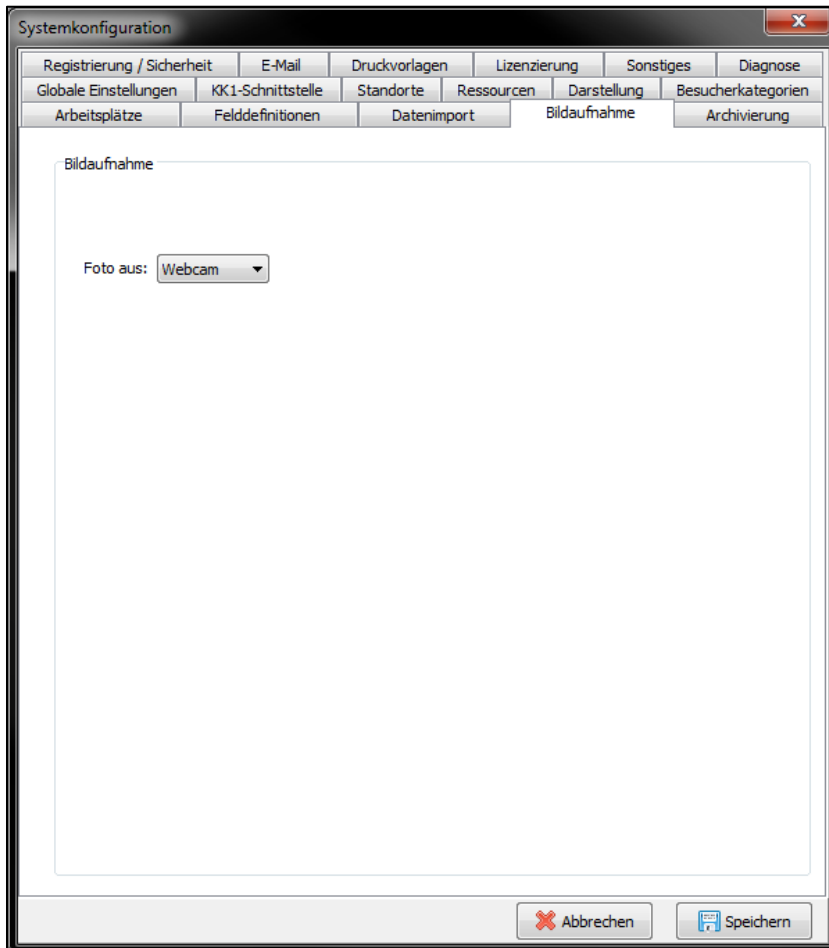 Systemkonfiguration
Registrierung / Sicherheit E-Mail Druckvorlagen Lizenzierung Sonstiges Diagnose
Globale Einstellungen KK1-Schnittstelle Standorte Ressourcen Darstellung Besucherkategorien
Arbeitsplätze Felddefinitionen Datenimport Bildaufnahme Archivierung
Bildaufnahme
Foto aus: Webcam
Abbrechen Speichern